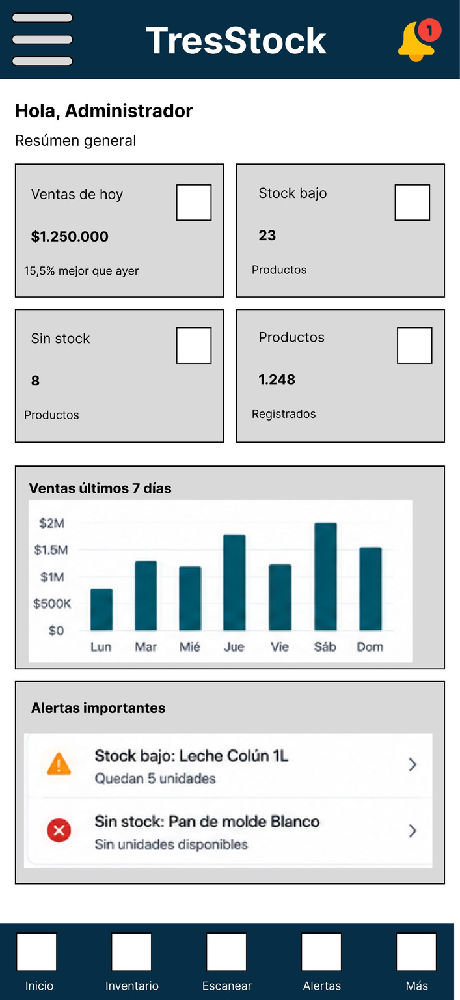 TresStock
1
Hola, Administrador
Resúmen general
Ventas de hoy
$1.250.000
15,5% mejor que ayer
Stock bajo
23
Productos
Sin stock
8
Productos
Productos
1.248
Registrados
Ventas últimos 7 días
$2M
$1.5M
$1M
$500K
$0
Lun Mar Mié Jue Vie Sáb Dom
Alertas importantes
Stock bajo: Leche Colún 1L
Quedan 5 unidades
Sin stock: Pan de molde Blanco
Sin unidades disponibles
Inicio Inventario Escanear Alertas Más